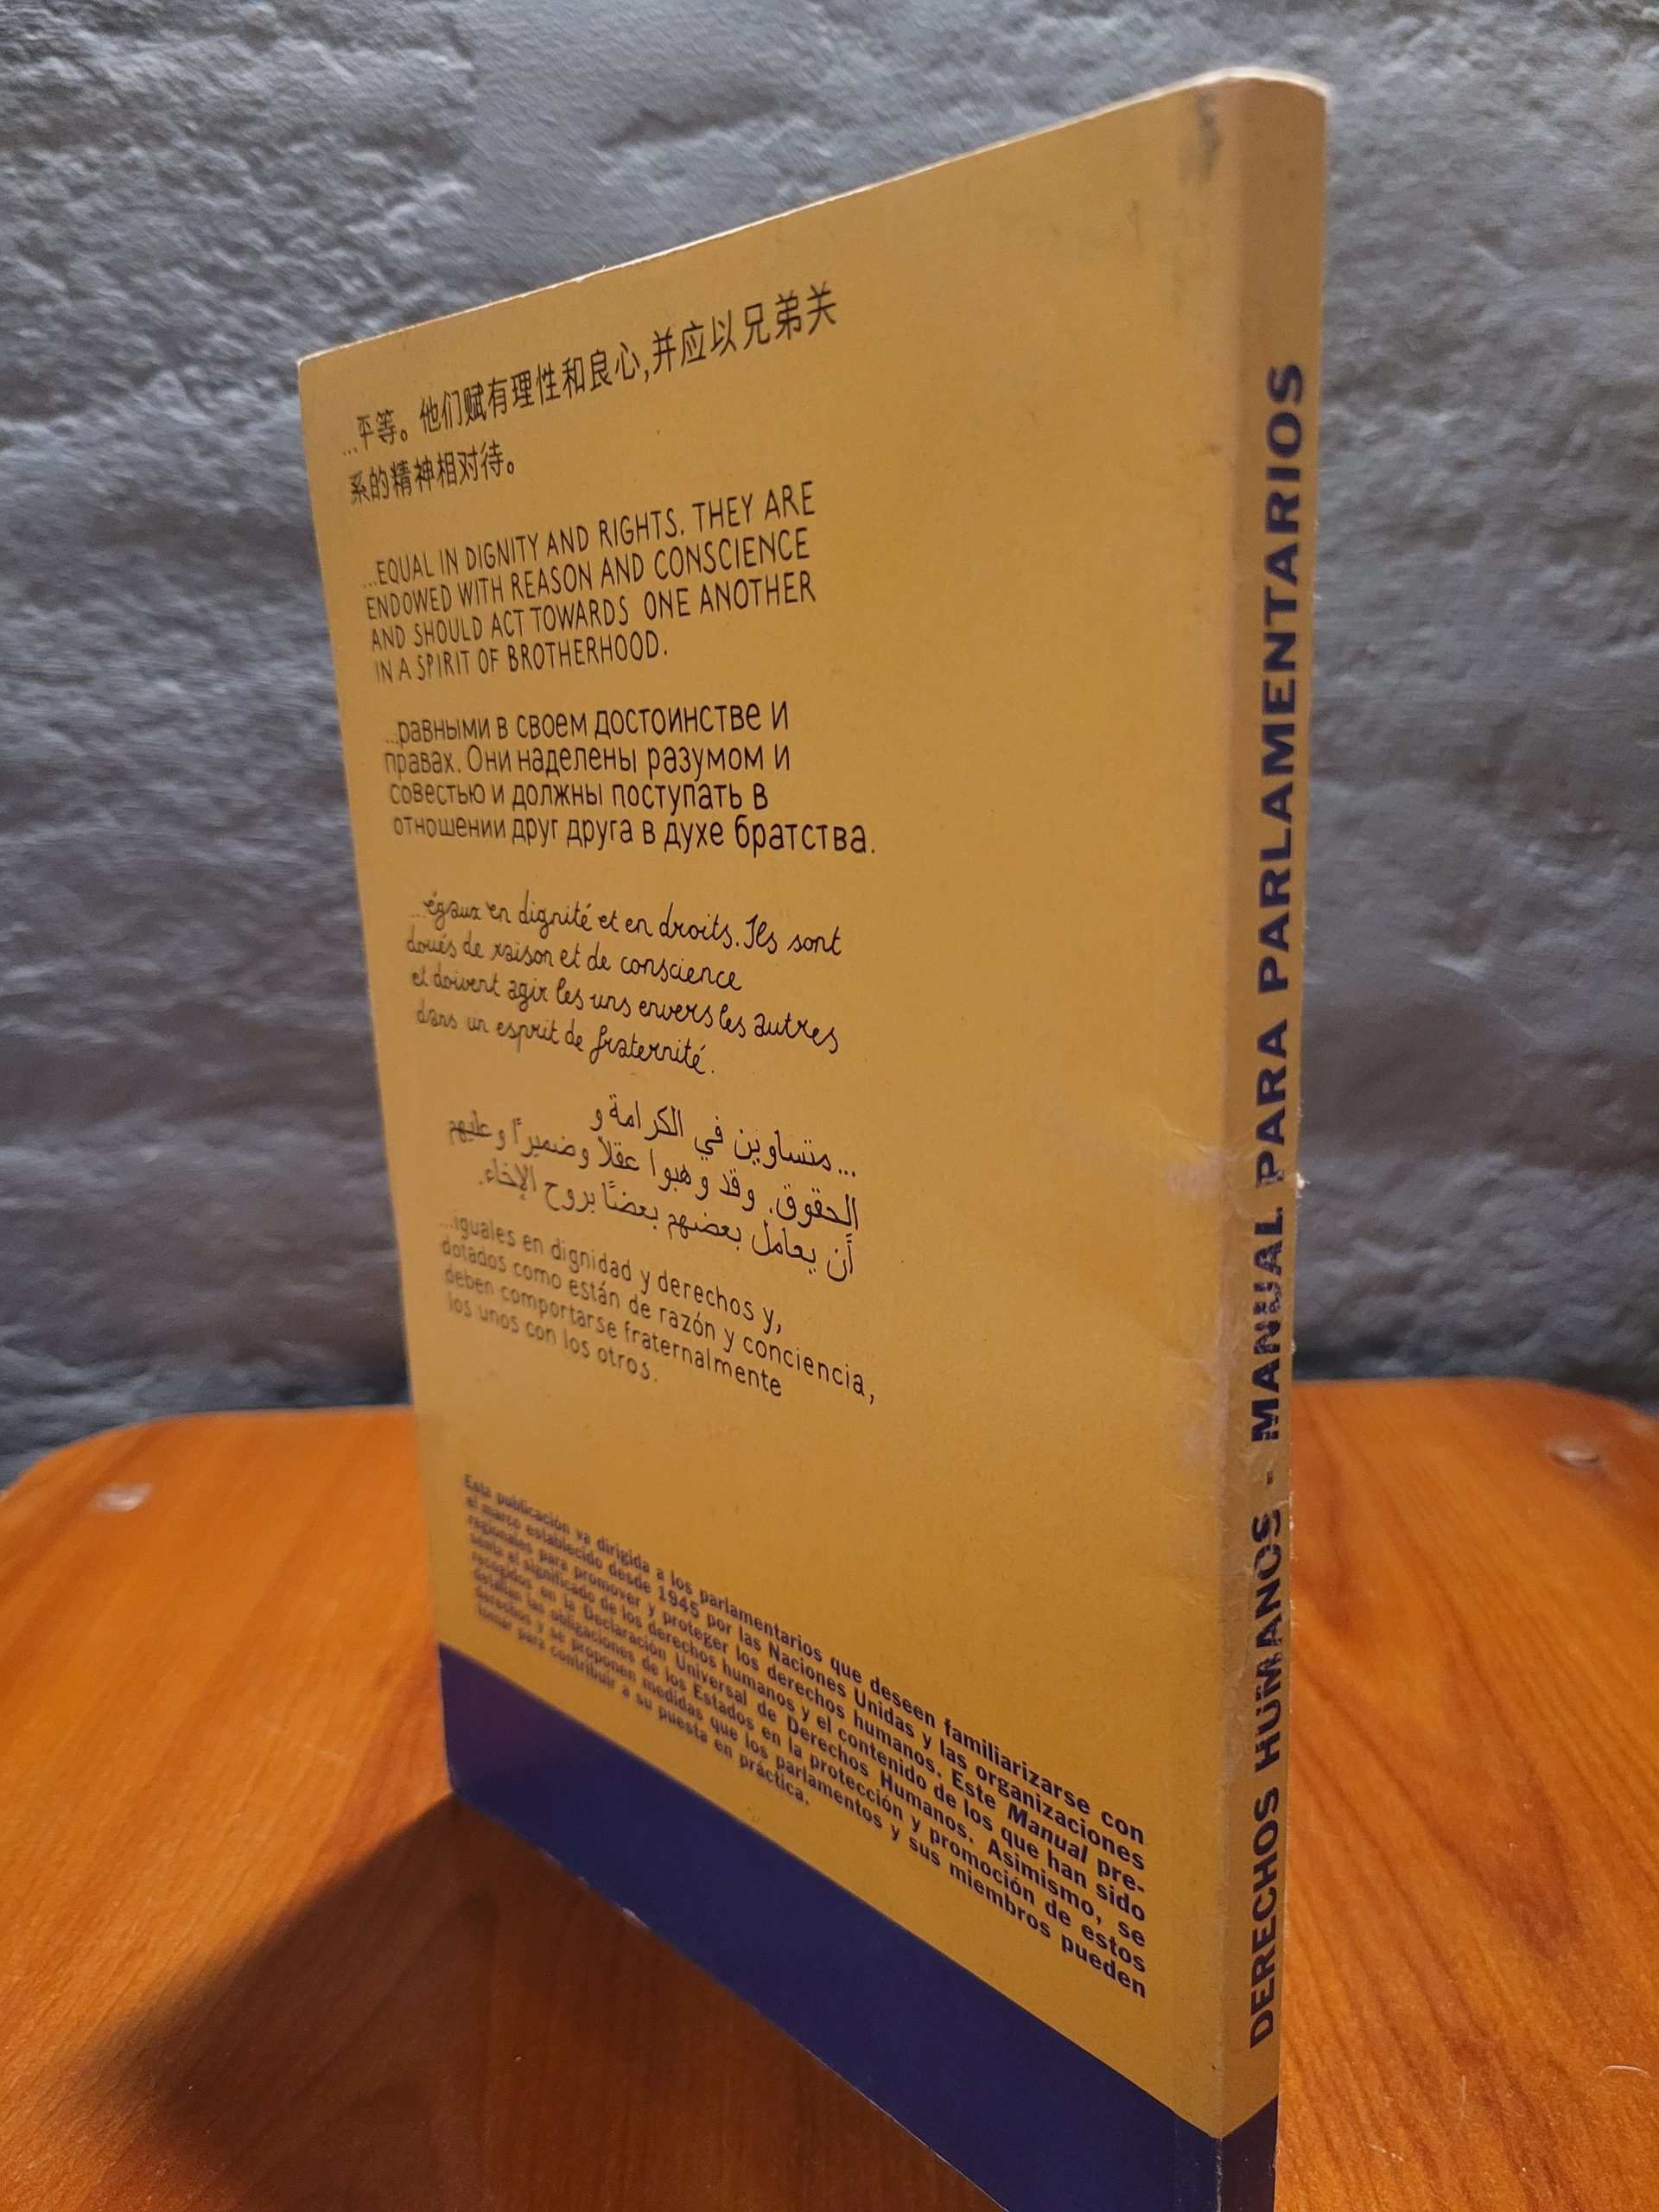 ...平等。他们赋有理性和良心,并应以兄弟关
系的精神相对待。
...EQUAL IN DIGNITY AND RIGHTS. THEY ARE
ENDOWED WITH REASON AND CONSCIENCE
AND SHOULD ACT TOWARDS ONE ANOTHER
IN A SPIRIT OF BROTHERHOOD.
...равными в своем достоинстве и
правах. Они наделены разумом и
совестью и должны поступать в
отношении друг друга в духе братства.
...égaux en dignité et en droits. Ils sont
doués de raison et de conscience
et doivent agir les uns envers les autres
dans un esprit de fraternité.
...متساوين في الكرامة و
الحقوق. وقد وهبوا عقلاً وضميرًا وعليهم
أن يعامل بعضهم بعضًا بروح الإخاء.
...iguales en dignidad y derechos y,
dotados como están de razón y conciencia,
deben comportarse fraternalmente
los unos con los otros.
Esta publicación va dirigida a los parlamentarios que deseen familiarizarse con
el marco establecido desde 1945 por las Naciones Unidas y las organizaciones
regionales para promover y proteger los derechos humanos. Este Manual pre-
senta el significado de los derechos humanos y el contenido de los que han sido
recogidos en la Declaración Universal de Derechos Humanos. Asimismo, se
detallan las obligaciones de los Estados en la protección y promoción de estos
derechos y se proponen medidas que los parlamentos y sus miembros pueden
tomar para contribuir a su puesta en práctica.
DERECHOS HUMANOS - MANUAL PARA PARLAMENTARIOS